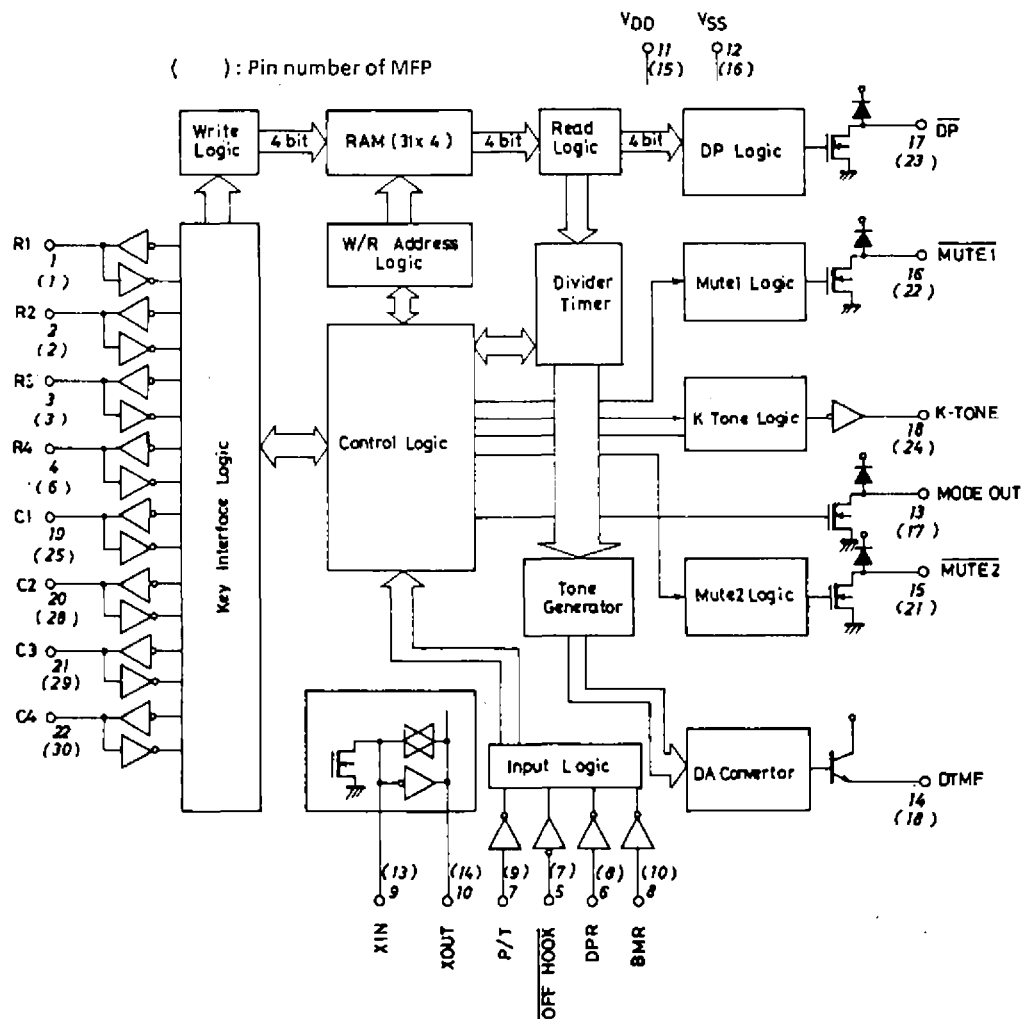 VDD
VSS
11
(15)
12
(16)
( ) : Pin number of MFP
Write Logic
4 bit
RAM (31x4)
4 bit
Read Logic
4 bit
DP Logic
DP
17
(23)
W/R Address Logic
Divider Timer
Mute1 Logic
MUTE1
16
(22)
R1
1
(1)
R2
2
(2)
R3
3
(3)
R4
4
(6)
C1
19
(25)
C2
20
(28)
C3
21
(29)
C4
22
(30)
Key Interface Logic
Control Logic
K Tone Logic
K-TONE
18
(24)
MODE OUT
13
(17)
Tone Generator
Mute2 Logic
MUTE2
15
(21)
Input Logic
DA Convertor
DTMF
14
(18)
(13)
9
XIN
(14)
10
XOUT
(9)
7
P/T
(7)
5
OFF HOOK
(8)
6
DPR
(10)
8
BMR